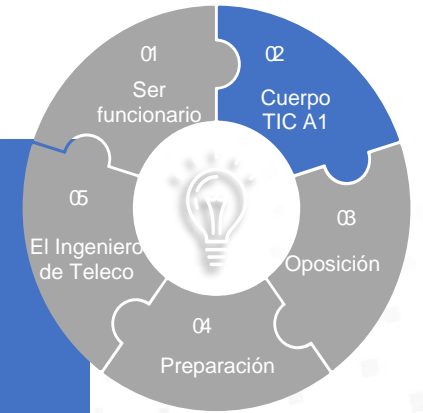 01
Ser
funcionario
02
Cuerpo
TIC A1
03
Oposición
04
Preparación
05
El Ingeniero
de Teleco